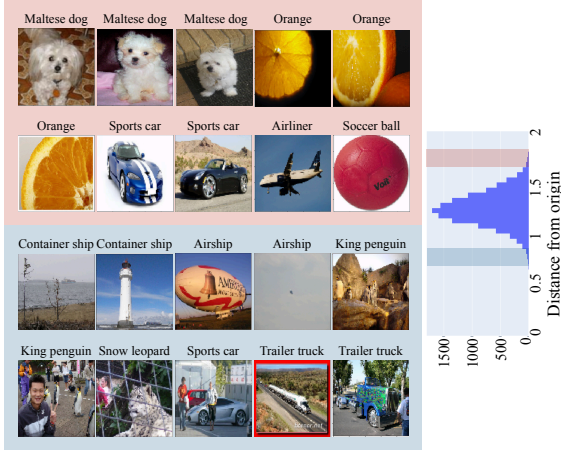 Maltese dog Maltese dog Maltese dog Orange Orange
Orange Sports car Sports car Airliner Soccer ball
Voit
Container ship Container ship Airship Airship King penguin
King penguin Snow leopard Sports car Trailer truck Trailer truck
2
1.5
1
0.5
0
Distance from origin
1500
1000
500
0